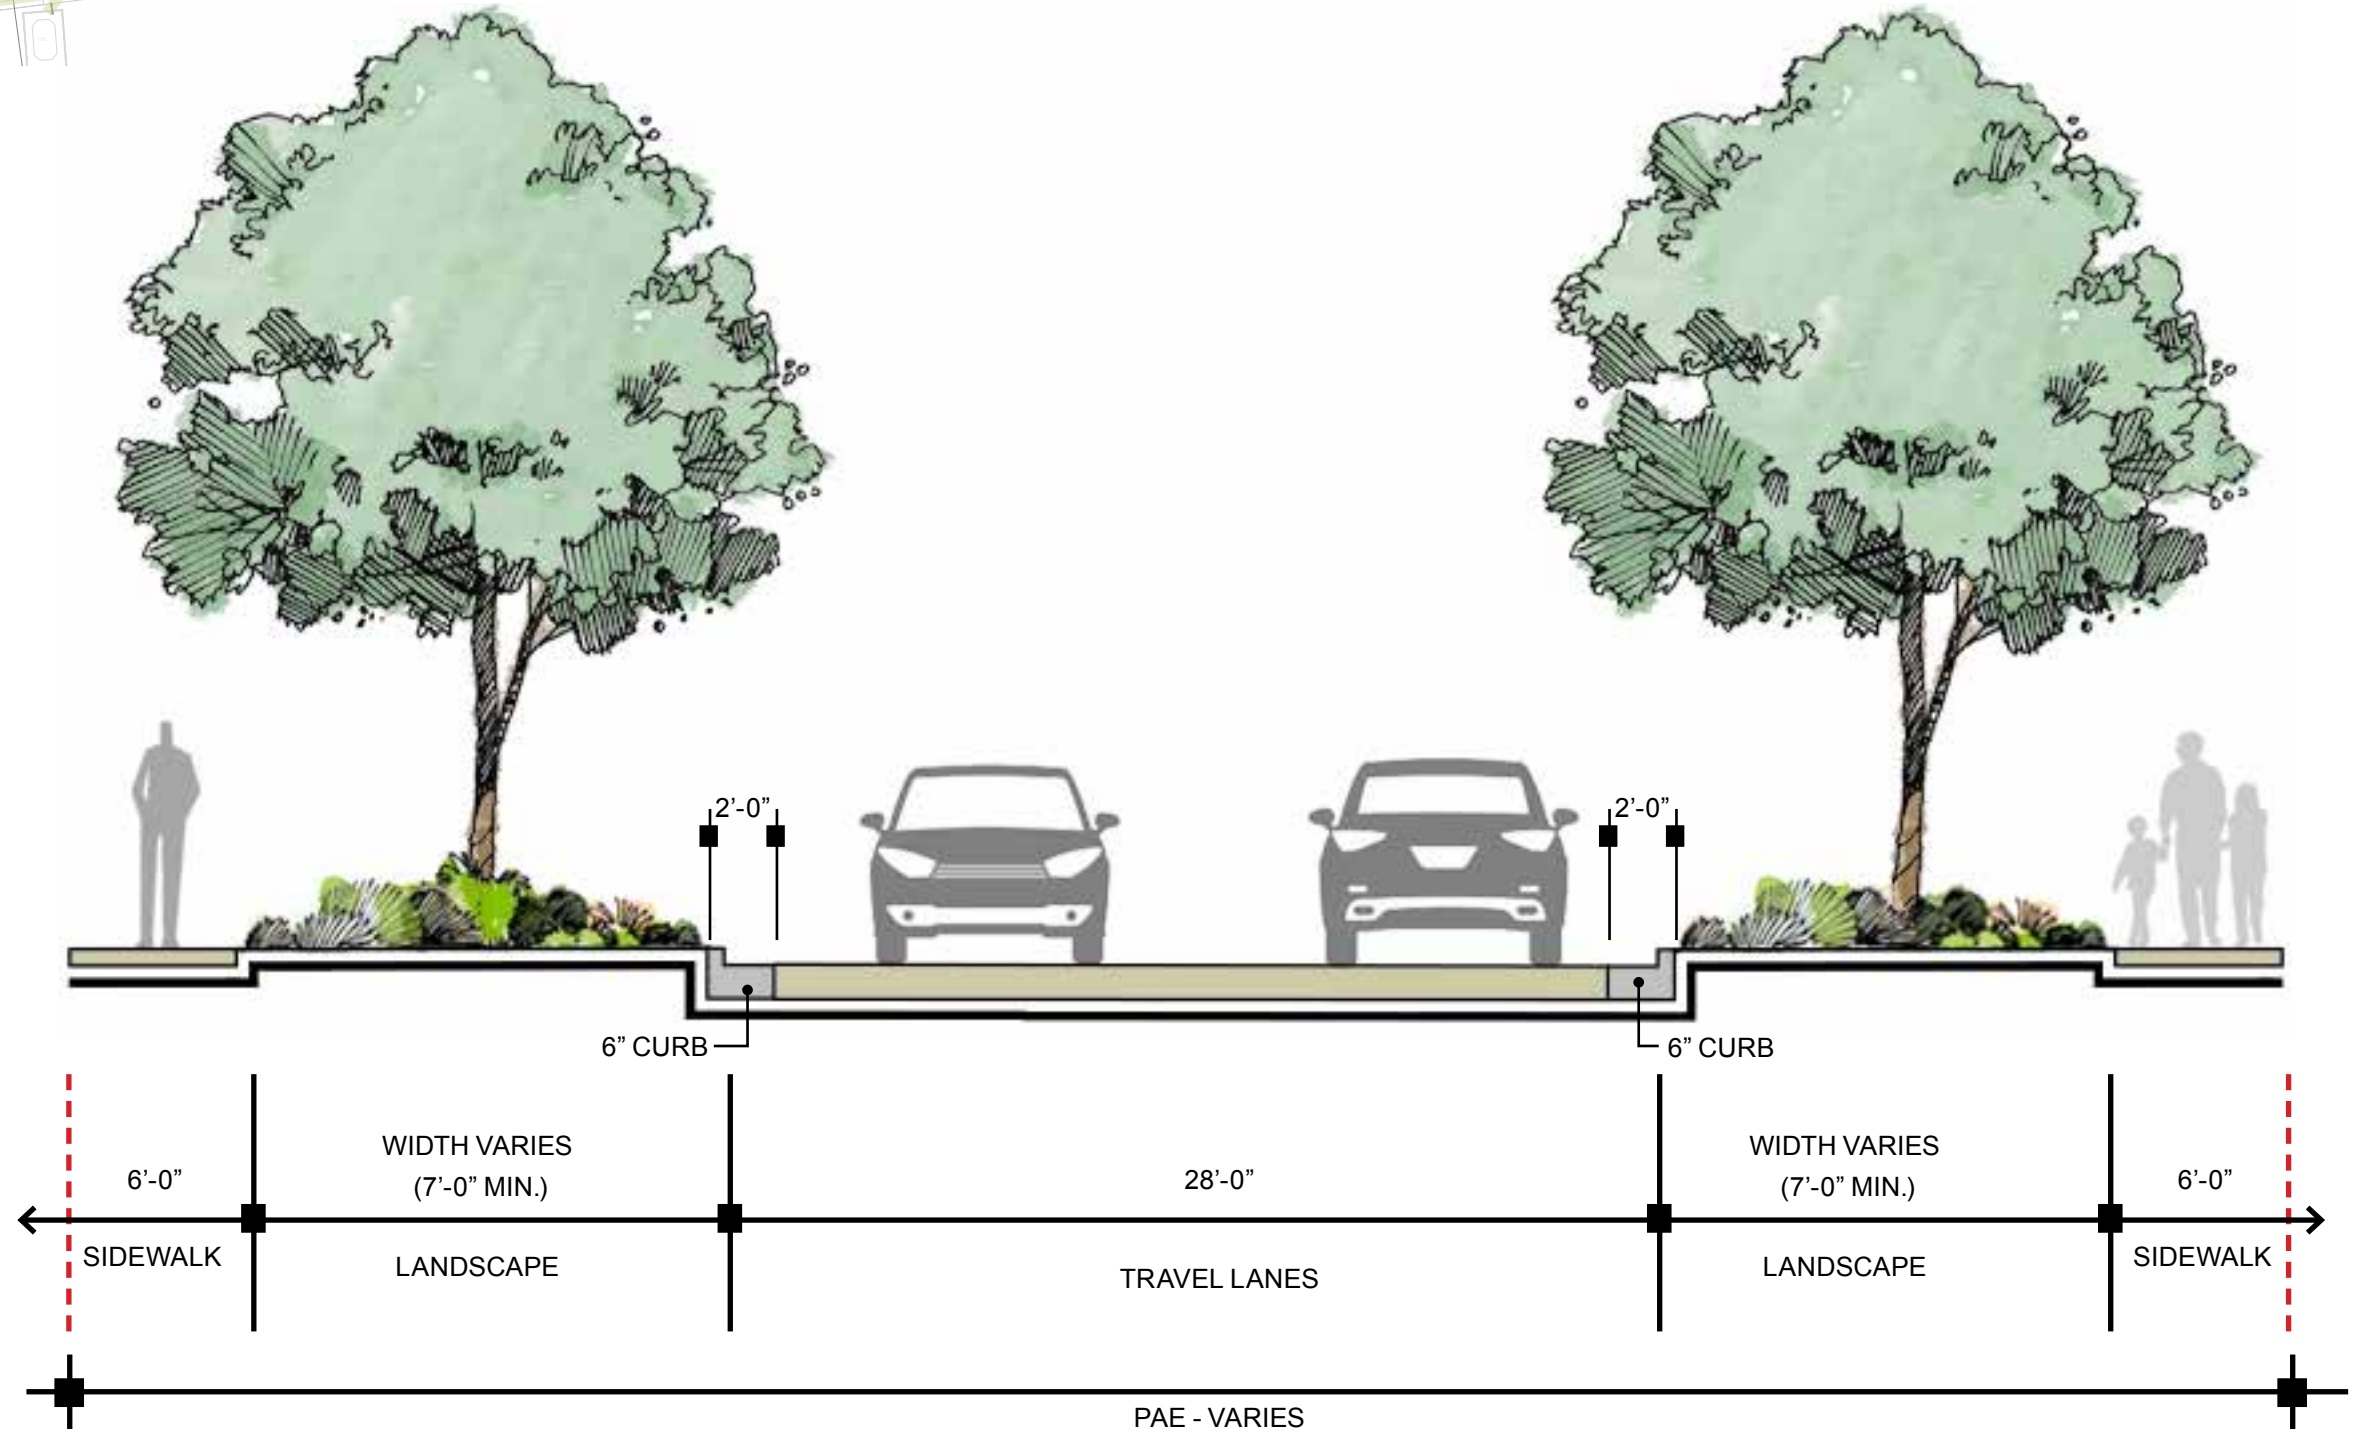 2’-0”
2’-0”
6” CURB
6” CURB
6’-0”
WIDTH VARIES
(7’-0” MIN.)
28’-0”
WIDTH VARIES
(7’-0” MIN.)
6’-0”
SIDEWALK
LANDSCAPE
TRAVEL LANES
LANDSCAPE
SIDEWALK
PAE - VARIES